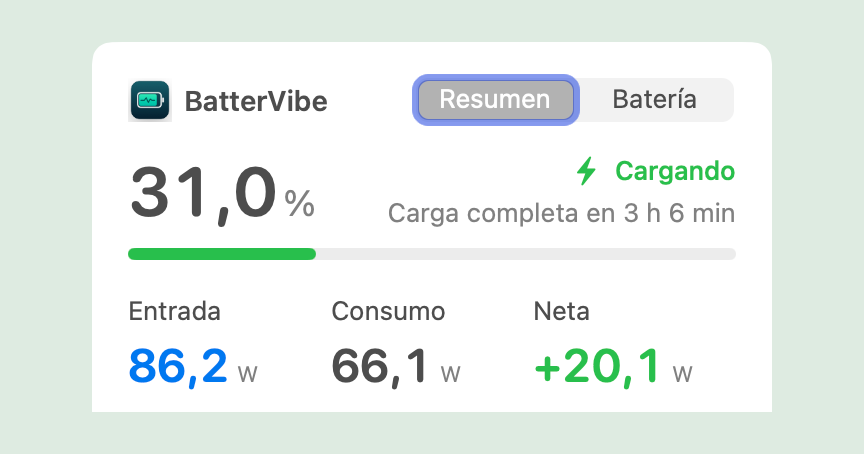 BatterVibe
Resumen
Batería
31,0 %
Cargando
Carga completa en 3 h 6 min
Entrada
Consumo
Neta
86,2 W
66,1 W
+20,1 W